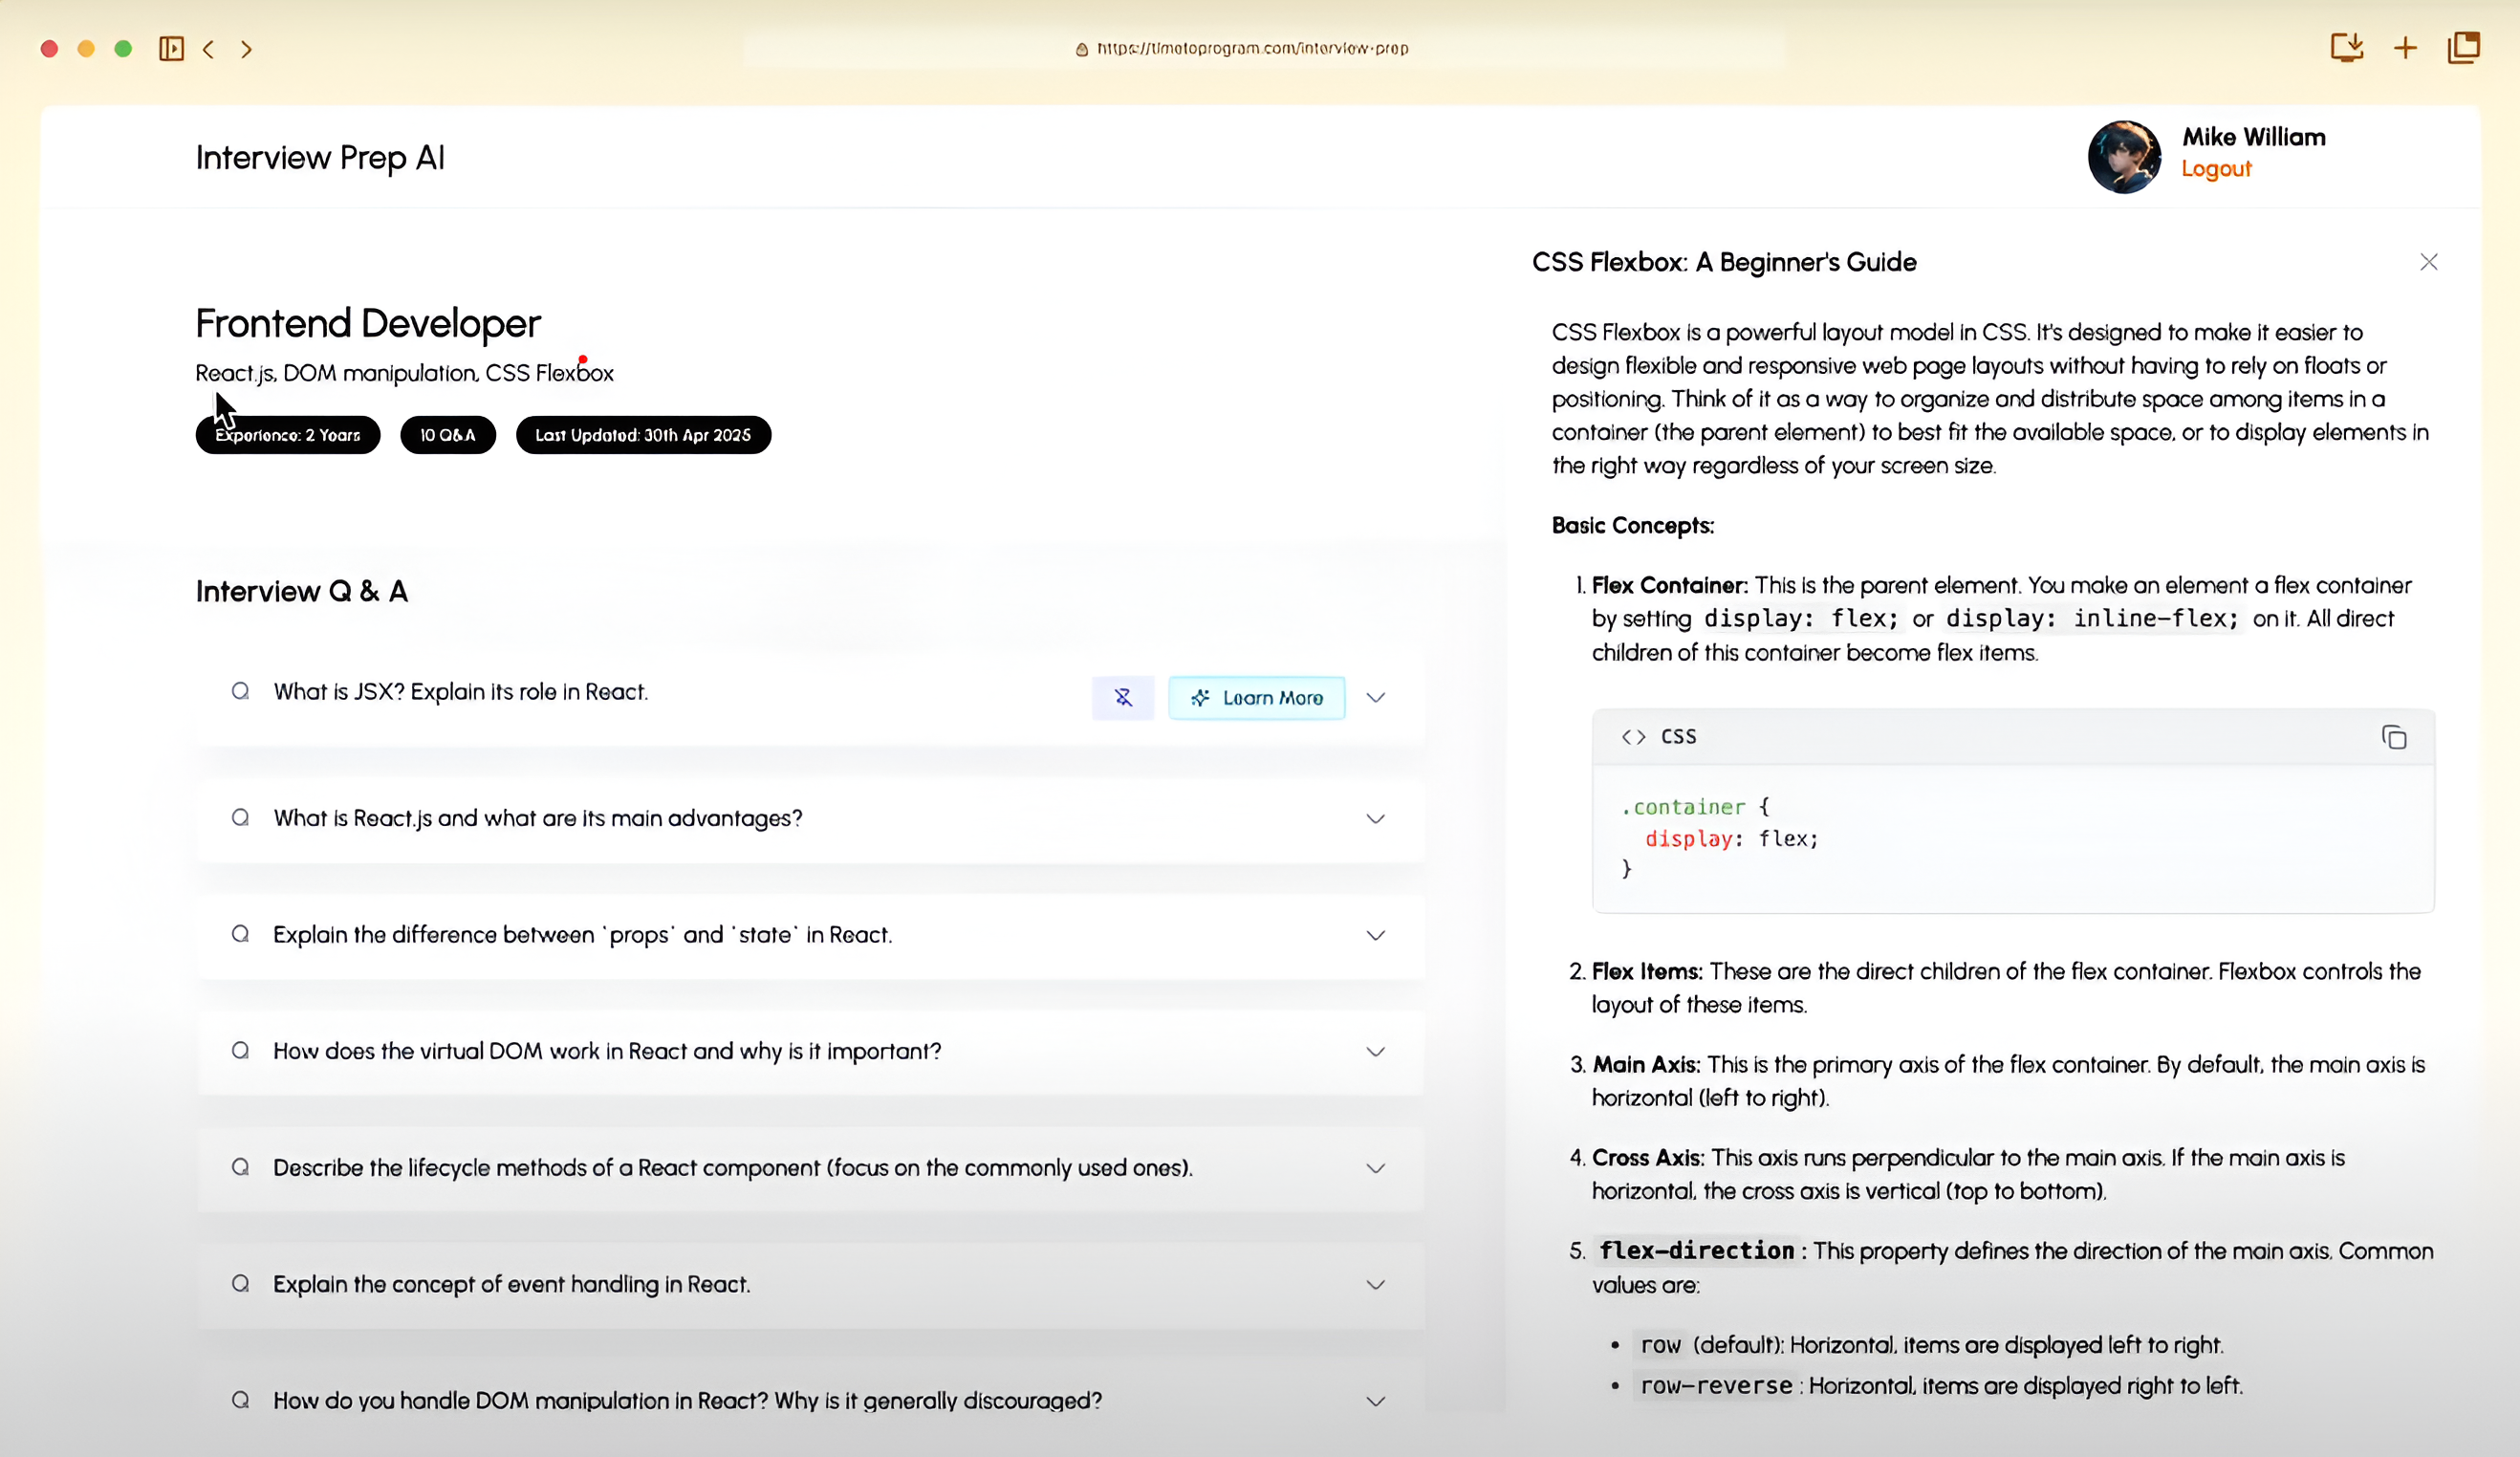 https://timetoprogram.com/interview-prep
Interview Prep AI
Mike William
Logout
Frontend Developer
React.js, DOM manipulation, CSS Flexbox
Experience: 2 Years
10 Q&A
Last Updated: 30th Apr 2025
Interview Q & A
Q What is JSX? Explain its role in React.
Learn More
Q What is React.js and what are its main advantages?
Q Explain the difference between `props` and `state` in React.
Q How does the virtual DOM work in React and why is it important?
Q Describe the lifecycle methods of a React component (focus on the commonly used ones).
Q Explain the concept of event handling in React.
Q How do you handle DOM manipulation in React? Why is it generally discouraged?
CSS Flexbox: A Beginner's Guide
CSS Flexbox is a powerful layout model in CSS. It's designed to make it easier to
design flexible and responsive web page layouts without having to rely on floats or
positioning. Think of it as a way to organize and distribute space among items in a
container (the parent element) to best fit the available space, or to display elements in
the right way regardless of your screen size.
Basic Concepts:
1. Flex Container: This is the parent element. You make an element a flex container
by setting display: flex; or display: inline-flex; on it. All direct
children of this container become flex items.
<> CSS
.container {
display: flex;
}
2. Flex Items: These are the direct children of the flex container. Flexbox controls the
layout of these items.
3. Main Axis: This is the primary axis of the flex container. By default, the main axis is
horizontal (left to right).
4. Cross Axis: This axis runs perpendicular to the main axis. If the main axis is
horizontal, the cross axis is vertical (top to bottom).
5. flex-direction : This property defines the direction of the main axis. Common
values are:
• row (default): Horizontal, items are displayed left to right.
• row-reverse : Horizontal, items are displayed right to left.